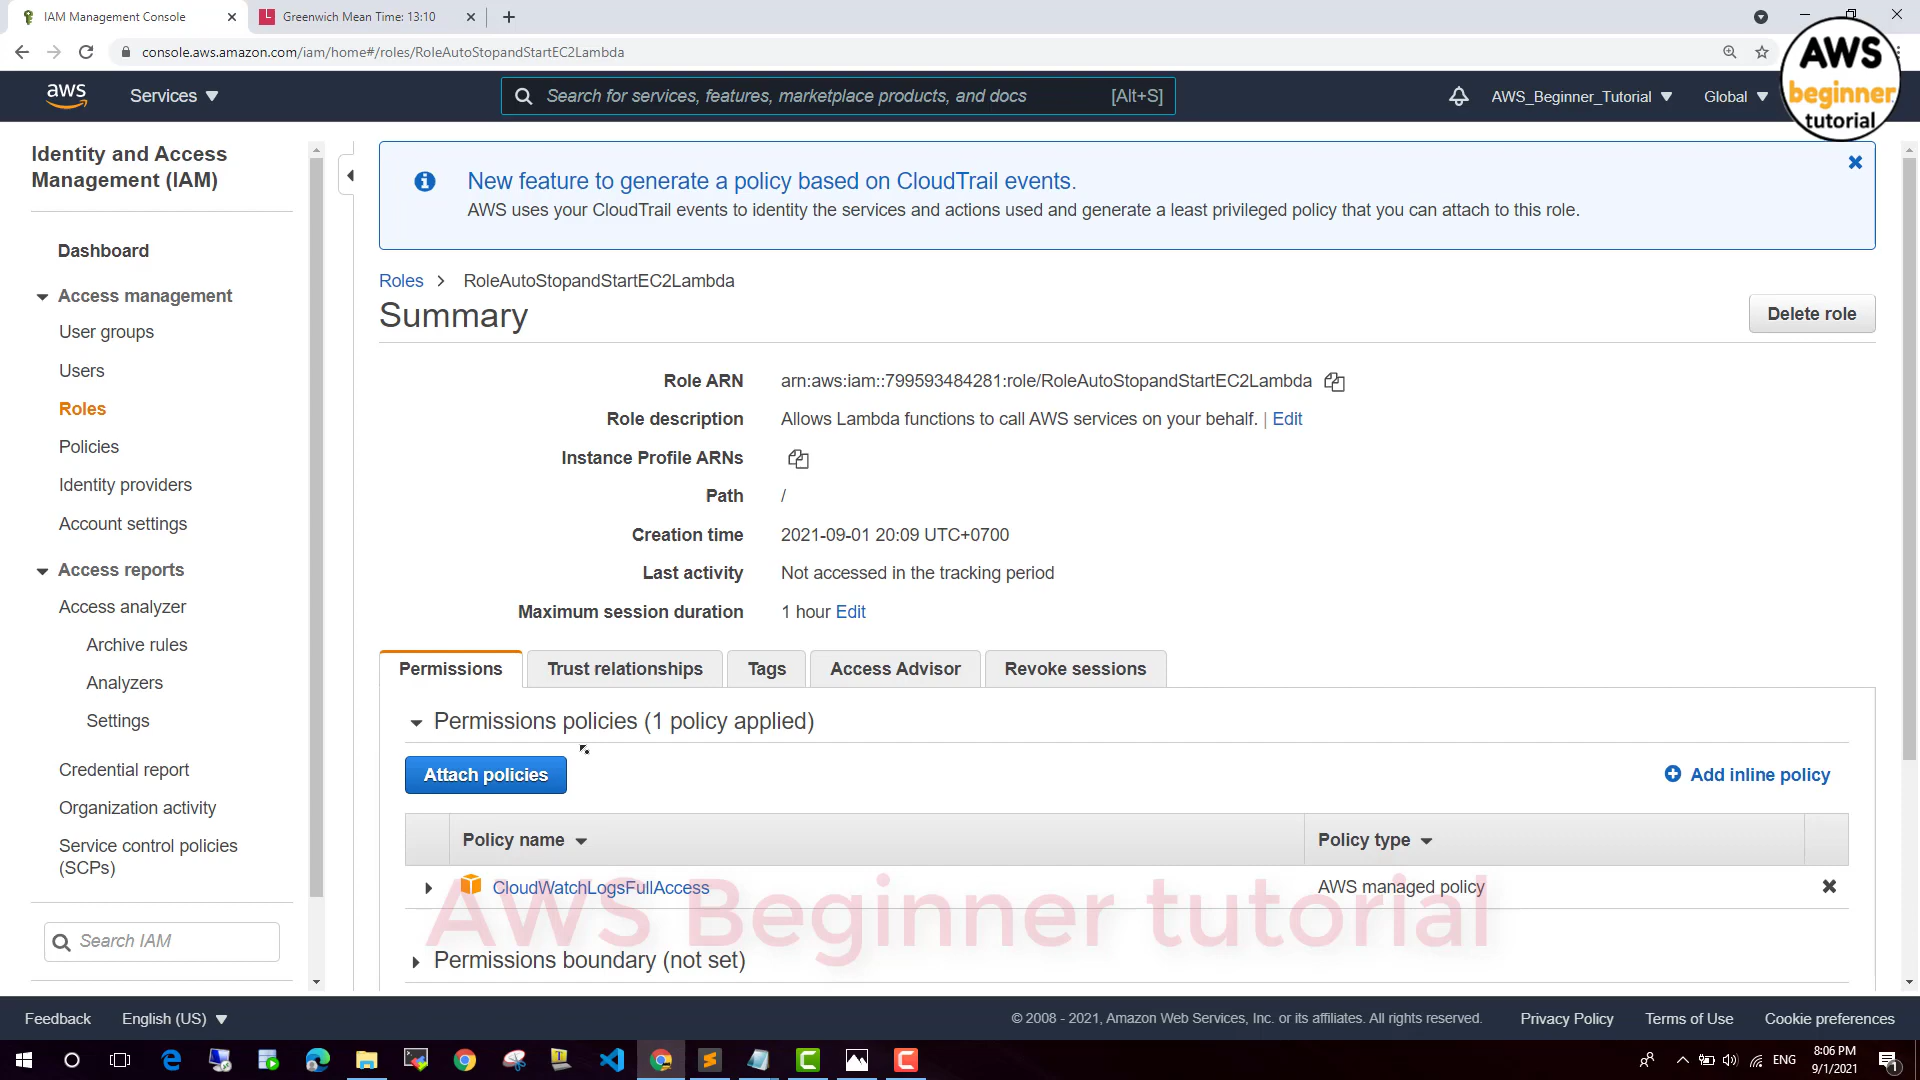 IAM Management Console
Greenwich Mean Time: 13:10
console.aws.amazon.com/iam/home#/roles/RoleAutoStopandStartEC2Lambda
aws
Services
Search for services, features, marketplace products, and docs
[Alt+S]
AWS_Beginner_Tutorial
Global
AWS
beginner
tutorial
Identity and Access
Management (IAM)
Dashboard
Access management
User groups
Users
Roles
Policies
Identity providers
Account settings
Access reports
Access analyzer
Archive rules
Analyzers
Settings
Credential report
Organization activity
Service control policies
(SCPs)
Search IAM
New feature to generate a policy based on CloudTrail events.
AWS uses your CloudTrail events to identity the services and actions used and generate a least privileged policy that you can attach to this role.
Roles
RoleAutoStopandStartEC2Lambda
Summary
Delete role
Role ARN
arn:aws:iam::799593484281:role/RoleAutoStopandStartEC2Lambda
Role description
Allows Lambda functions to call AWS services on your behalf. | Edit
Instance Profile ARNs
Path
/
Creation time
2021-09-01 20:09 UTC+0700
Last activity
Not accessed in the tracking period
Maximum session duration
1 hour Edit
Permissions
Trust relationships
Tags
Access Advisor
Revoke sessions
Permissions policies (1 policy applied)
Attach policies
Add inline policy
Policy name
Policy type
CloudWatchLogsFullAccess
AWS managed policy
AWS Beginner tutorial
Permissions boundary (not set)
Feedback
English (US)
© 2008 - 2021, Amazon Web Services, Inc. or its affiliates. All rights reserved.
Privacy Policy
Terms of Use
Cookie preferences
ENG
8:06 PM
9/1/2021
1